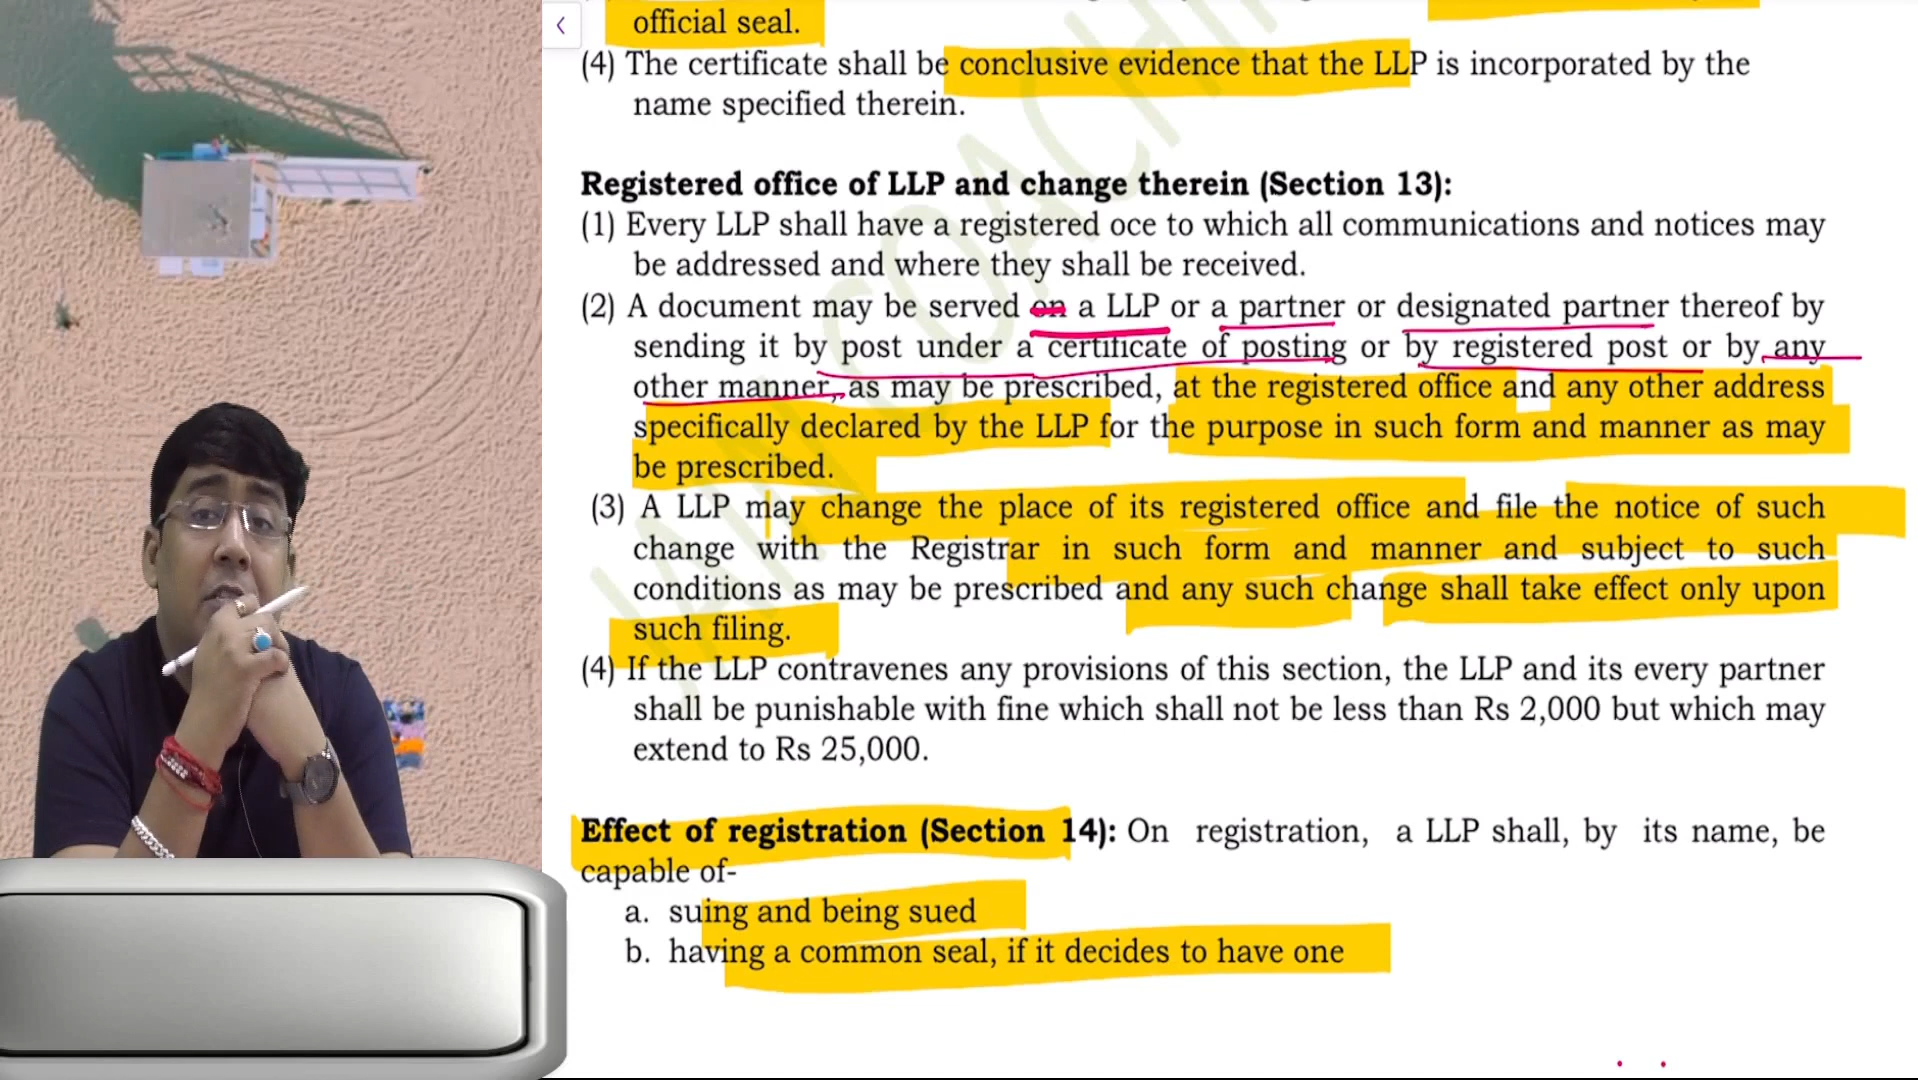 official seal.
(4) The certificate shall be conclusive evidence that the LLP is incorporated by the
name specified therein.
Registered office of LLP and change therein (Section 13):
(1) Every LLP shall have a registered oce to which all communications and notices may
be addressed and where they shall be received.
(2) A document may be served on a LLP or a partner or designated partner thereof by
sending it by post under a certificate of posting or by registered post or by any
other manner, as may be prescribed, at the registered office and any other address
specifically declared by the LLP for the purpose in such form and manner as may
be prescribed.
(3) A LLP may change the place of its registered office and file the notice of such
change with the Registrar in such form and manner and subject to such
conditions as may be prescribed and any such change shall take effect only upon
such filing.
(4) If the LLP contravenes any provisions of this section, the LLP and its every partner
shall be punishable with fine which shall not be less than Rs 2,000 but which may
extend to Rs 25,000.
Effect of registration (Section 14): On registration, a LLP shall, by its name, be
capable of-
a. suing and being sued
b. having a common seal, if it decides to have one